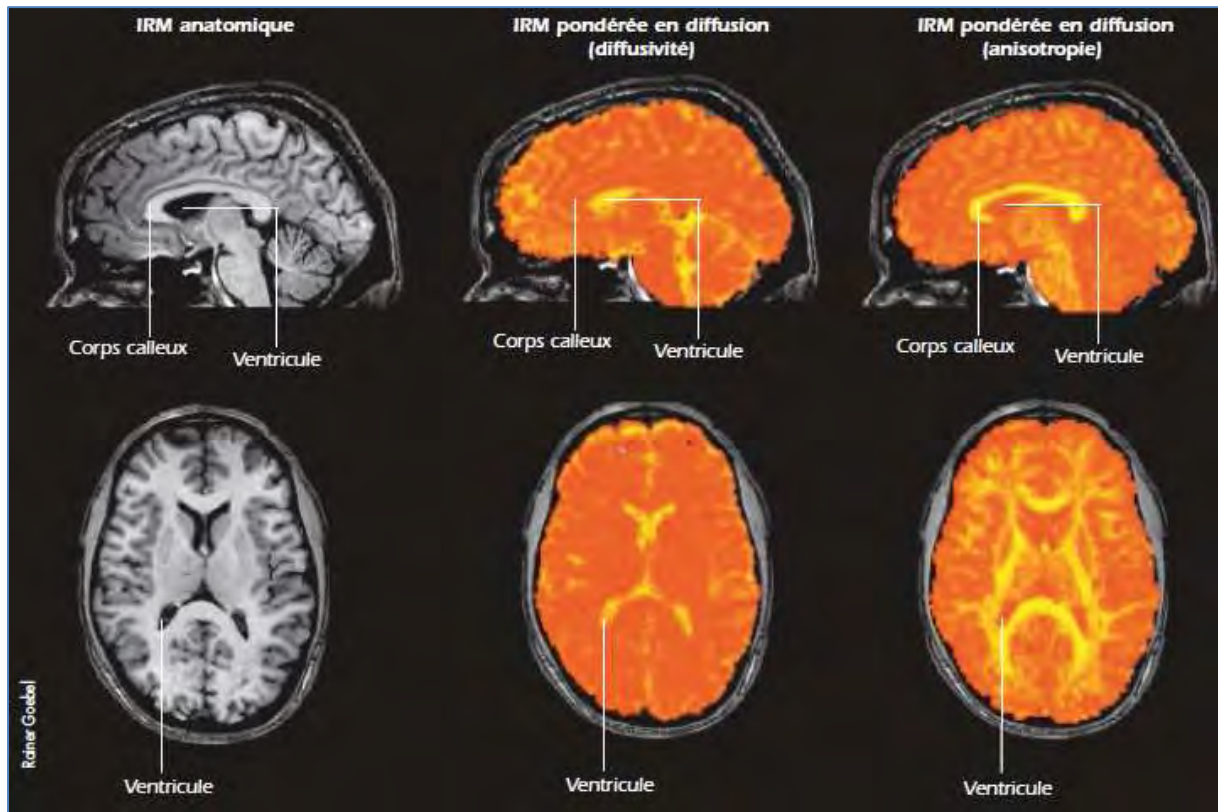 IRM anatomique
IRM pondérée en diffusion
(diffusivité)
IRM pondérée en diffusion
(anisotropie)
Corps calleux
Ventricule
Corps calleux
Ventricule
Corps calleux
Ventricule
Rainer Goebel
Ventricule
Ventricule
Ventricule